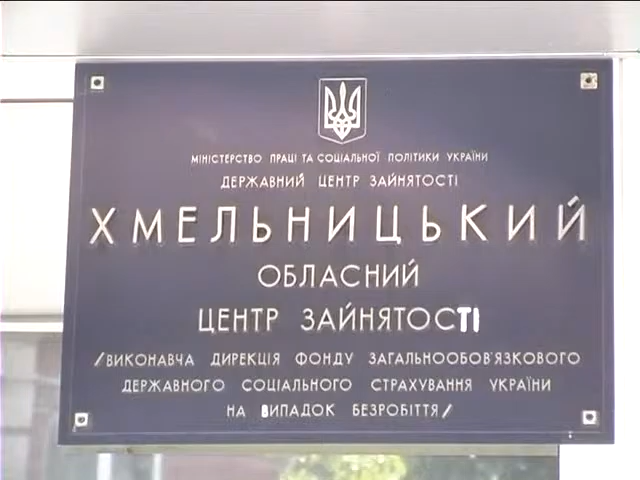 МІНІСТЕРСТВО ПРАЦІ ТА СОЦІАЛЬНОЇ ПОЛІТИКИ УКРАЇНИ
ДЕРЖАВНИЙ ЦЕНТР ЗАЙНЯТОСТІ
ХМЕЛЬНИЦЬКИЙ
ОБЛАСНИЙ
ЦЕНТР ЗАЙНЯТОСТІ
/ВИКОНАВЧА ДИРЕКЦІЯ ФОНДУ ЗАГАЛЬНООБОВ'ЯЗКОВОГО
ДЕРЖАВНОГО СОЦІАЛЬНОГО СТРАХУВАННЯ УКРАЇНИ
НА ВИПАДОК БЕЗРОБІТТЯ/